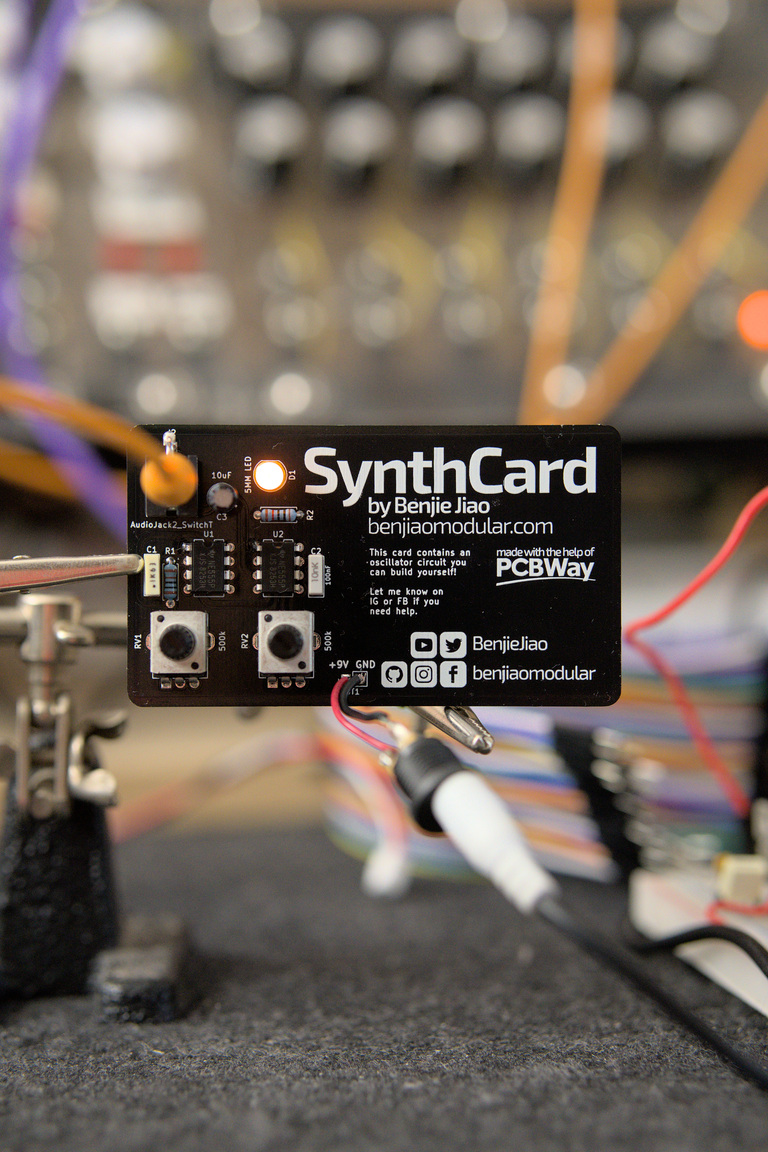 SynthCard
by Benjie Jiao
benjiaomodular.com
This card contains an
oscillator circuit you
can build yourself!
Let me know on
IG or FB if you
need help.
made with the help of
PCBWay
BenjieJiao
benjiaomodular
5MM LED
D1
10uF
C3
R2
AudioJack2_SwitchT
U1
U2
C1
R1
C2
100nF
RV1
500k
RV2
500k
+9V GND